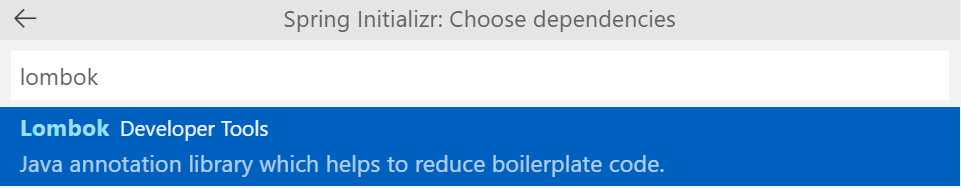 Spring Initializr: Choose dependencies
lombok
Lombok Developer Tools
Java annotation library which helps to reduce boilerplate code.